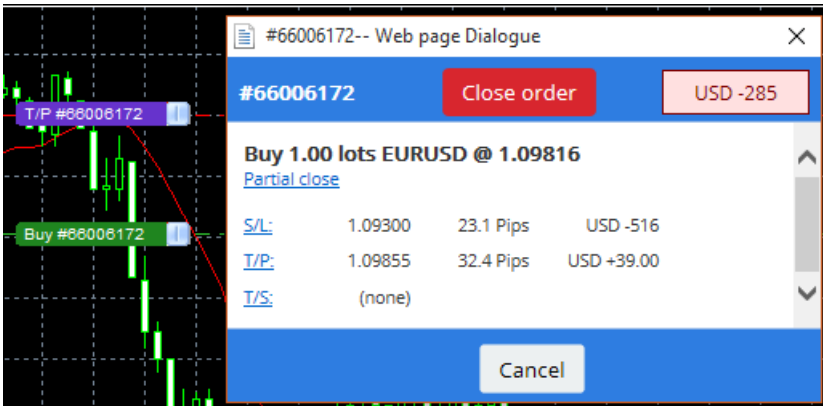 #66006172-- Web page Dialogue
#66006172 Close order USD -285
T/P #66006172
Buy 1.00 lots EURUSD @ 1.09816
Partial close
Buy #66006172
S/L: 1.09300 23.1 Pips USD -516
T/P: 1.09855 32.4 Pips USD +39.00
T/S: (none)
Cancel